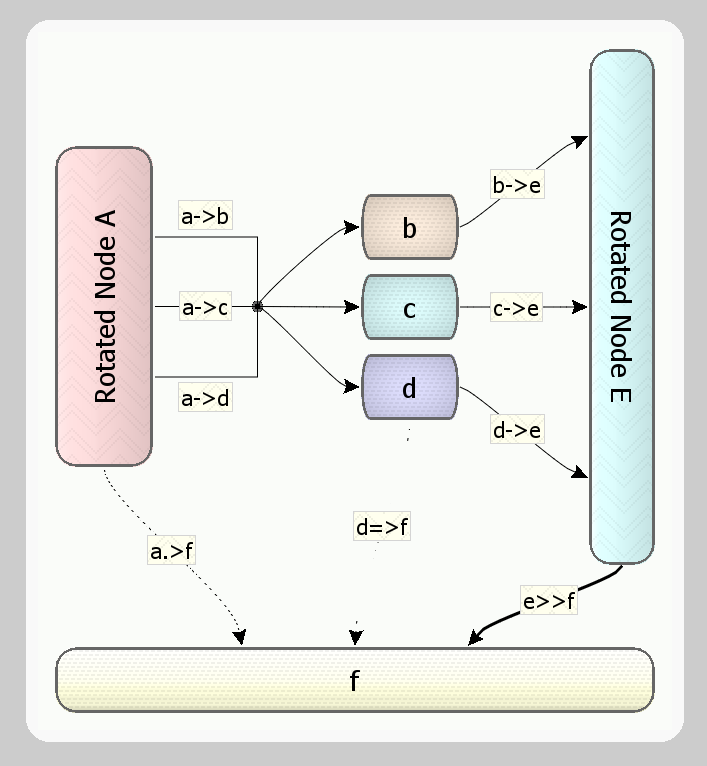 Rotated Node A
a->b
a->c
a->d
b
c
d
b->e
c->e
d->e
Rotated Node E
a.>f
d=>f
e>>f
f